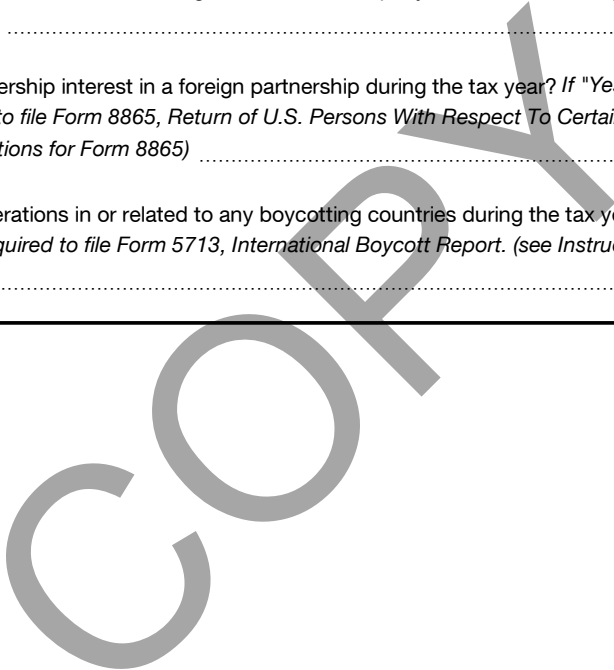 ership interest in a foreign partnership during the tax year? If "Yes
to file Form 8865, Return of U.S. Persons With Respect To Certai
tions for Form 8865)
erations in or related to any boycotting countries during the tax ye
quired to file Form 5713, International Boycott Report. (see Instruc
COPY